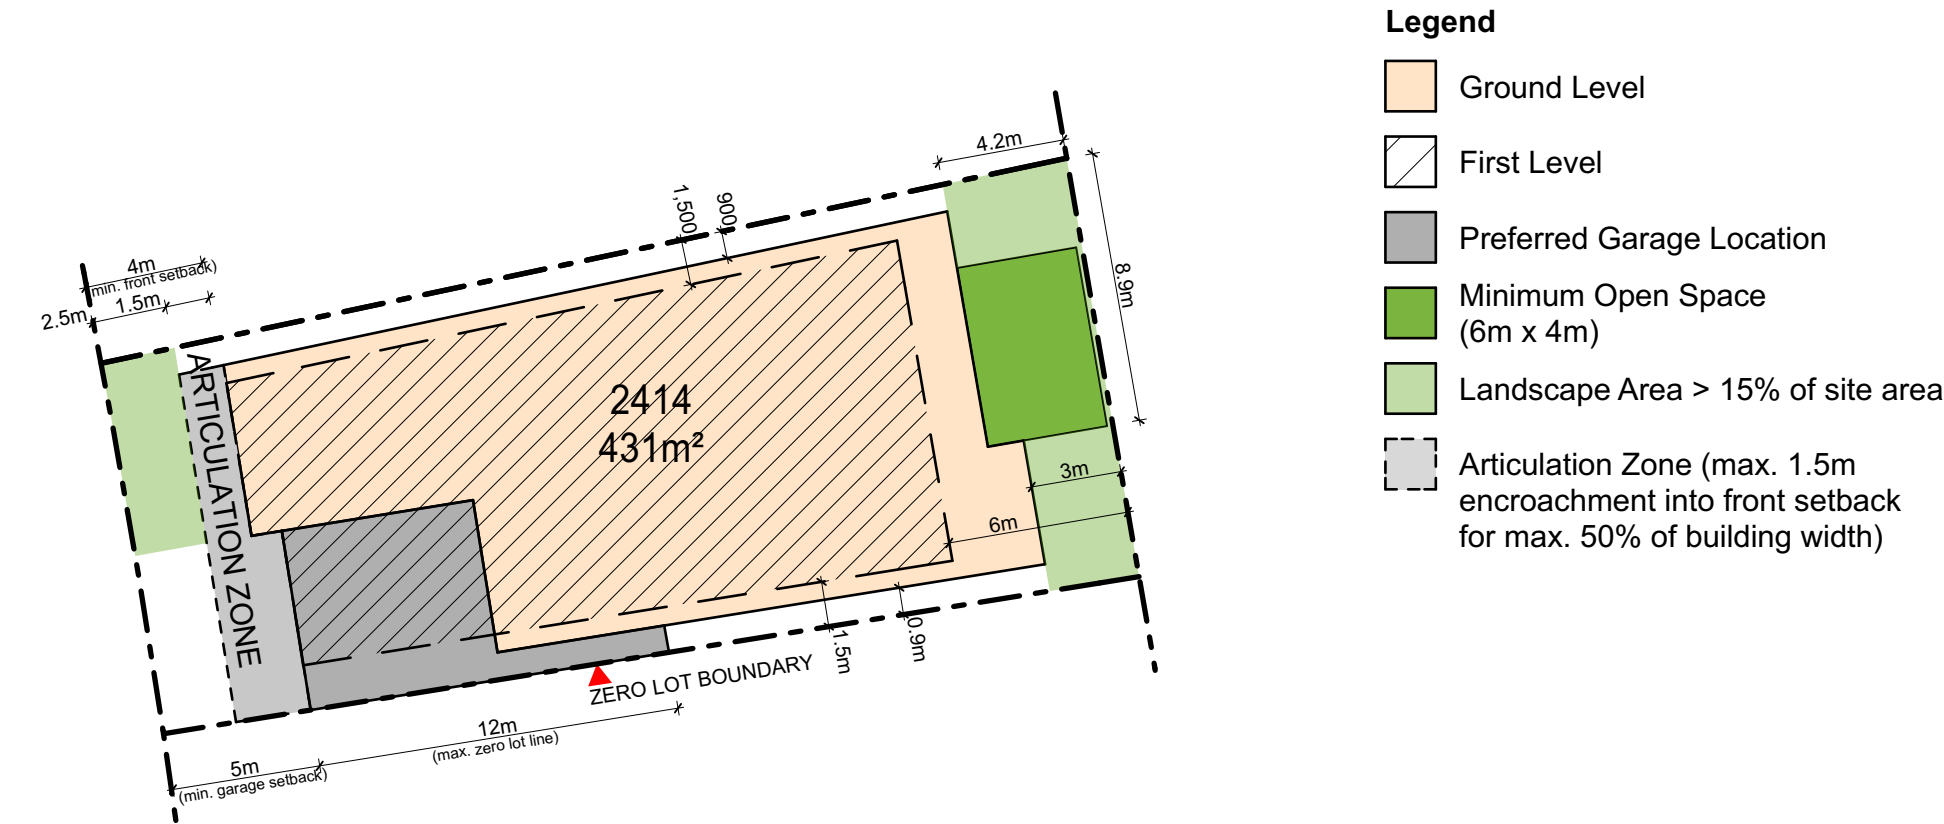 Legend
Ground Level
First Level
Preferred Garage Location
Minimum Open Space
(6m x 4m)
Landscape Area > 15% of site area
Articulation Zone (max. 1.5m
encroachment into front setback
for max. 50% of building width)
4.2m
1,500
900
4m
(min. front setback)
1.5m
2.5m
8.9m
ARTICULATION ZONE
2414
431m²
3m
6m
1.5m
0.9m
ZERO LOT BOUNDARY
12m
(max. zero lot line)
5m
(min. garage setback)